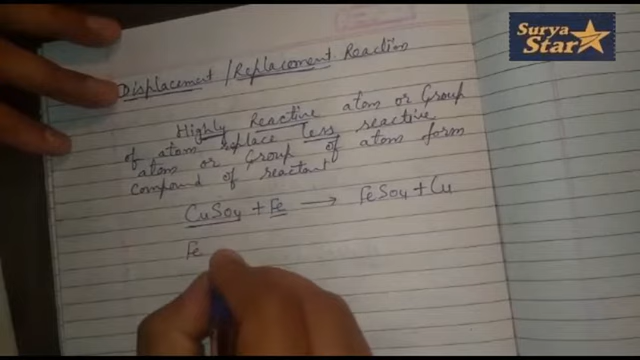 Surya
Star
Displacement / Replacement Reaction
Highly Reactive atom or Group
of atom replace less reactive
atom or Group of atom form
Compound of reactant
CuSO4 + Fe → FeSO4 + Cu
Fe